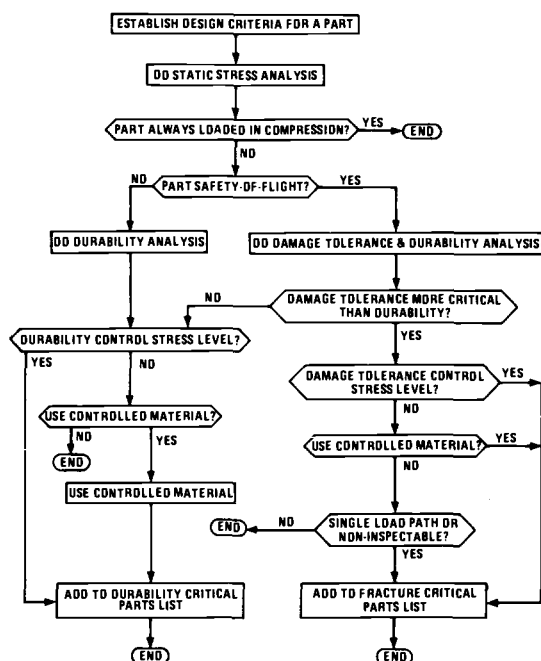 ESTABLISH DESIGN CRITERIA FOR A PART
DO STATIC STRESS ANALYSIS
PART ALWAYS LOADED IN COMPRESSION?
YES
END
NO
NO
PART SAFETY-OF-FLIGHT?
YES
DO DURABILITY ANALYSIS
DO DAMAGE TOLERANCE & DURABILITY ANALYSIS
NO
DAMAGE TOLERANCE MORE CRITICAL
THAN DURABILITY?
DURABILITY CONTROL STRESS LEVEL?
YES
YES
NO
DAMAGE TOLERANCE CONTROL
STRESS LEVEL?
YES
NO
USE CONTROLLED MATERIAL?
NO
YES
END
USE CONTROLLED MATERIAL?
YES
NO
USE CONTROLLED MATERIAL
END
NO
SINGLE LOAD PATH OR
NON-INSPECTABLE?
YES
ADD TO DURABILITY CRITICAL
PARTS LIST
ADD TO FRACTURE CRITICAL
PARTS LIST
END
END